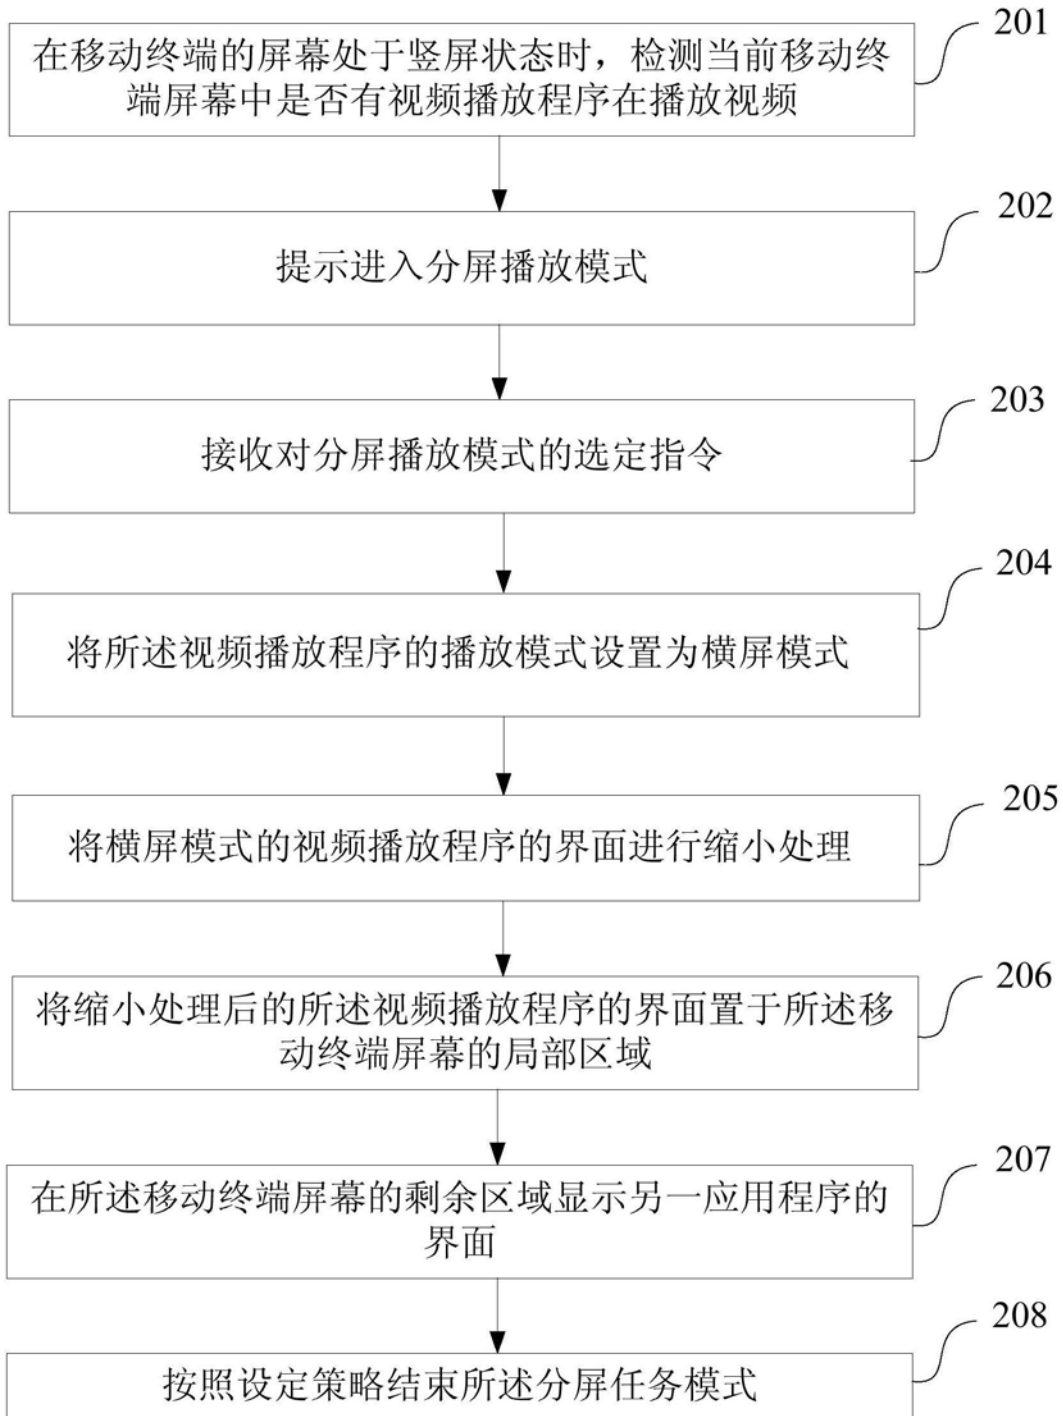 201
在移动终端的屏幕处于竖屏状态时，检测当前移动终
端屏幕中是否有视频播放程序在播放视频
202
提示进入分屏播放模式
203
接收对分屏播放模式的选定指令
204
将所述视频播放程序的播放模式设置为横屏模式
205
将横屏模式的视频播放程序的界面进行缩小处理
206
将缩小处理后的所述视频播放程序的界面置于所述移
动终端屏幕的局部区域
207
在所述移动终端屏幕的剩余区域显示另一应用程序的
界面
208
按照设定策略结束所述分屏任务模式